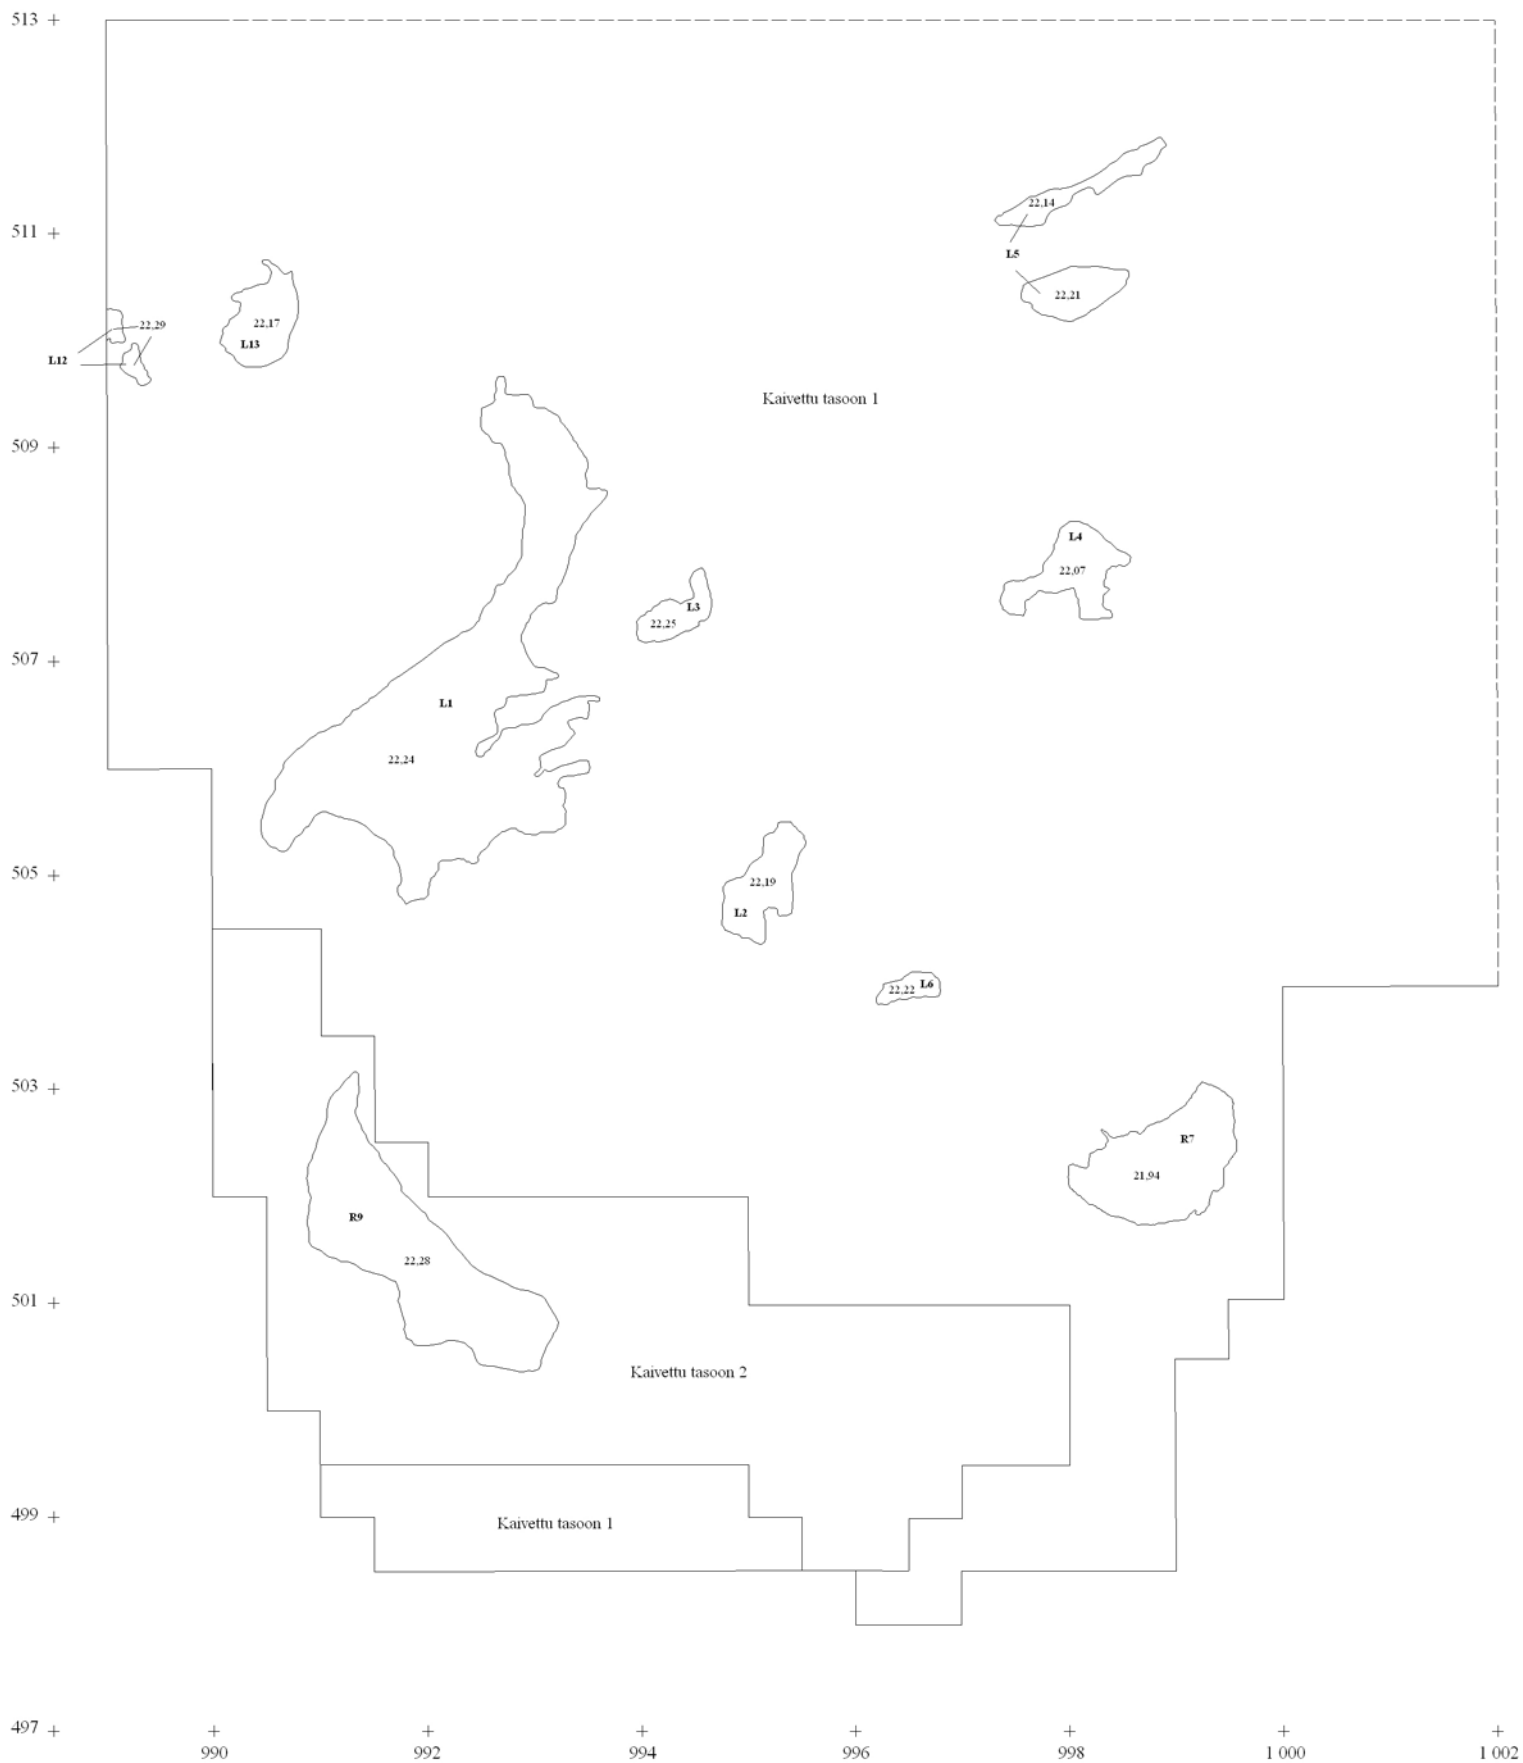 513
511
22,14
L5
22,21
22,17
L13
22,29
L12
Kaivettu tasoon 1
509
L4
22,07
L3
22,25
507
L1
22,24
505
22,19
L2
22,22 L6
503
R7
21,94
R9
22,28
501
Kaivettu tasoon 2
499
Kaivettu tasoon 1
497
990 992 994 996 998 1 000 1 002